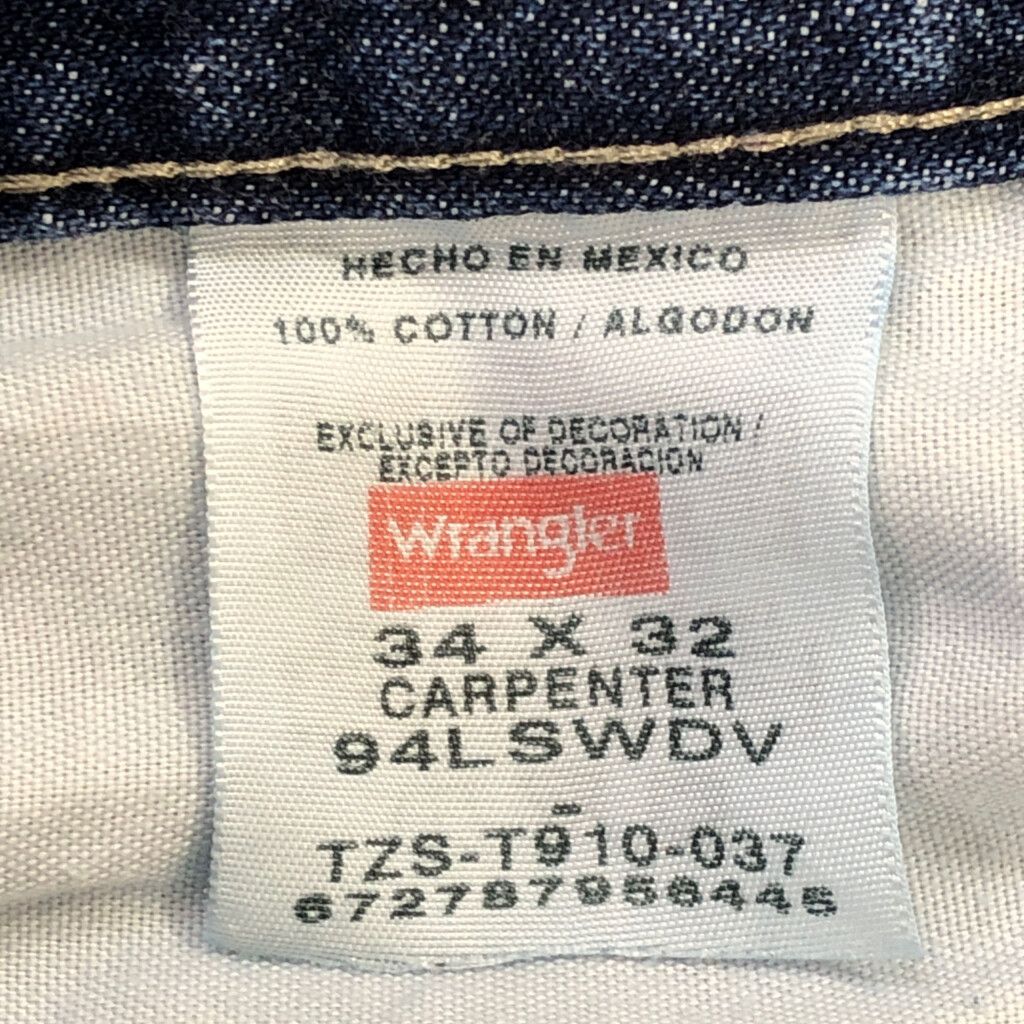 HECHO EN MEXICO
100% COTTON / ALGODON
EXCLUSIVE OF DECORATION /
EXCEPTO DECORACION
Wrangler
34 X 32
CARPENTER
94LSWDV
-
TZS-T910-037
672787956445